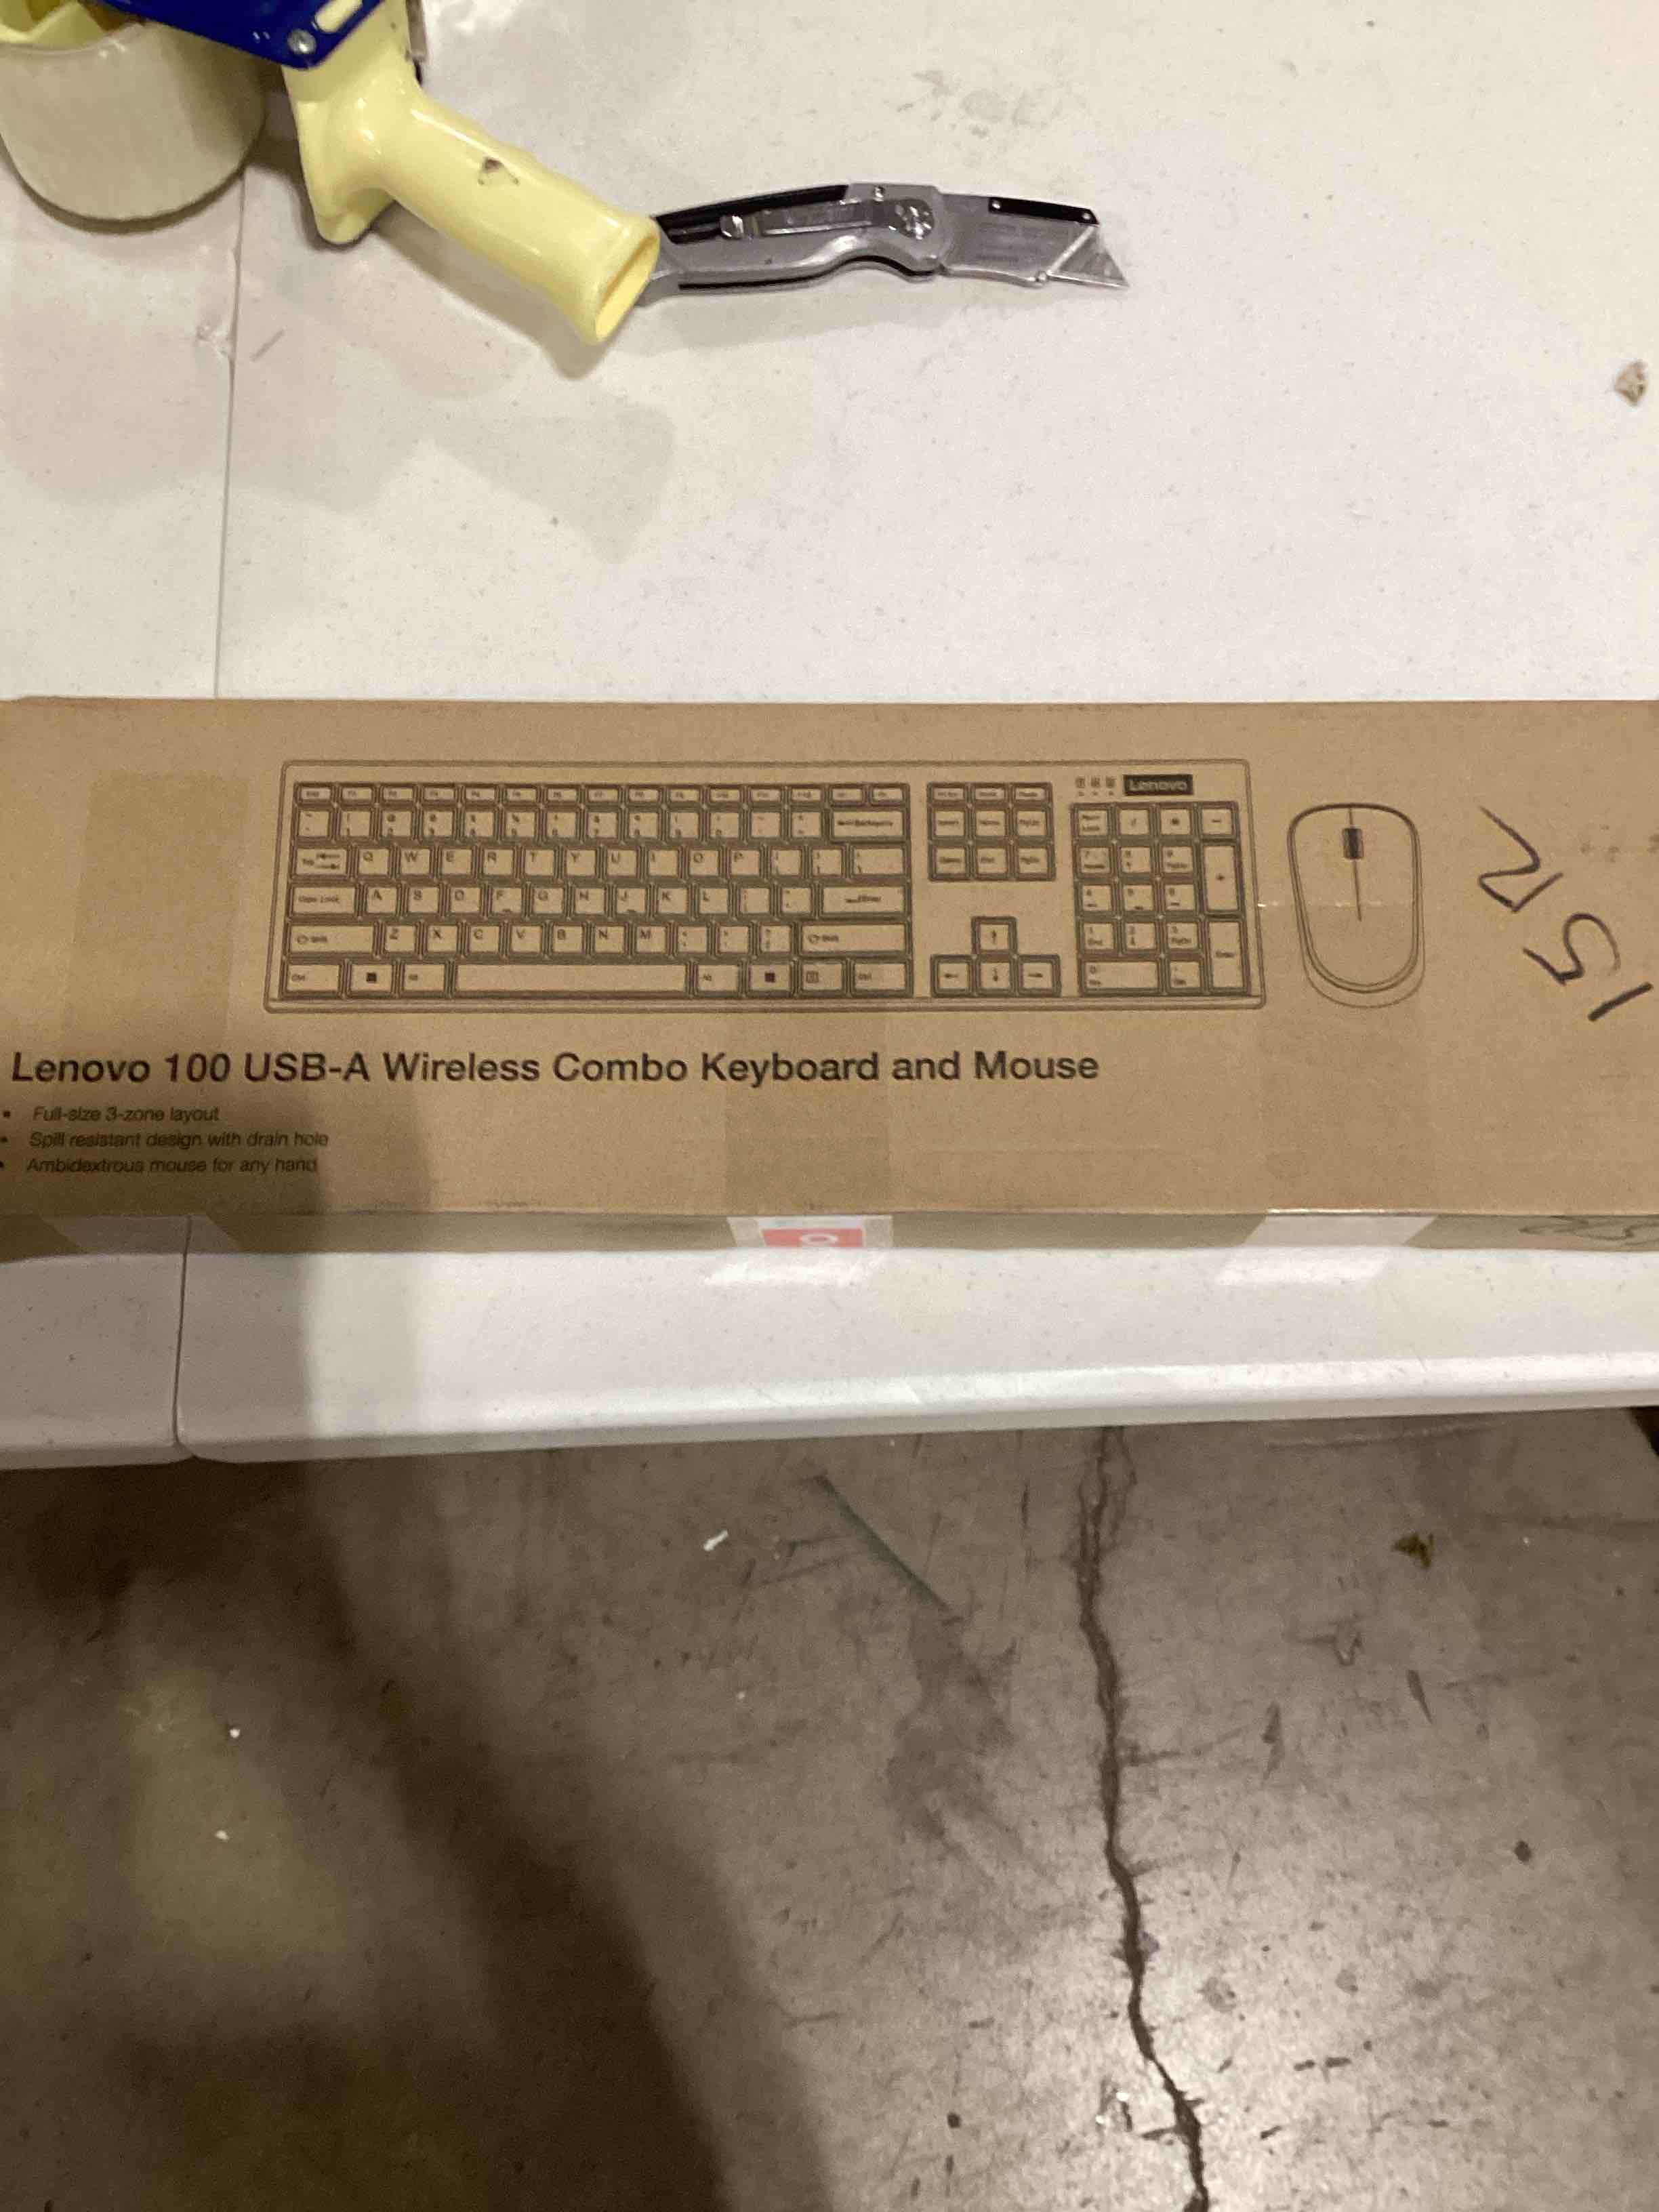 Lenovo
Q W E R T Y U I O P
A S D F G H J K L
Z X C V B N M
15R
Lenovo 100 USB-A Wireless Combo Keyboard and Mouse
• Full-size 3-zone layout
• Spill resistant design with drain hole
• Ambidextrous mouse for any hand